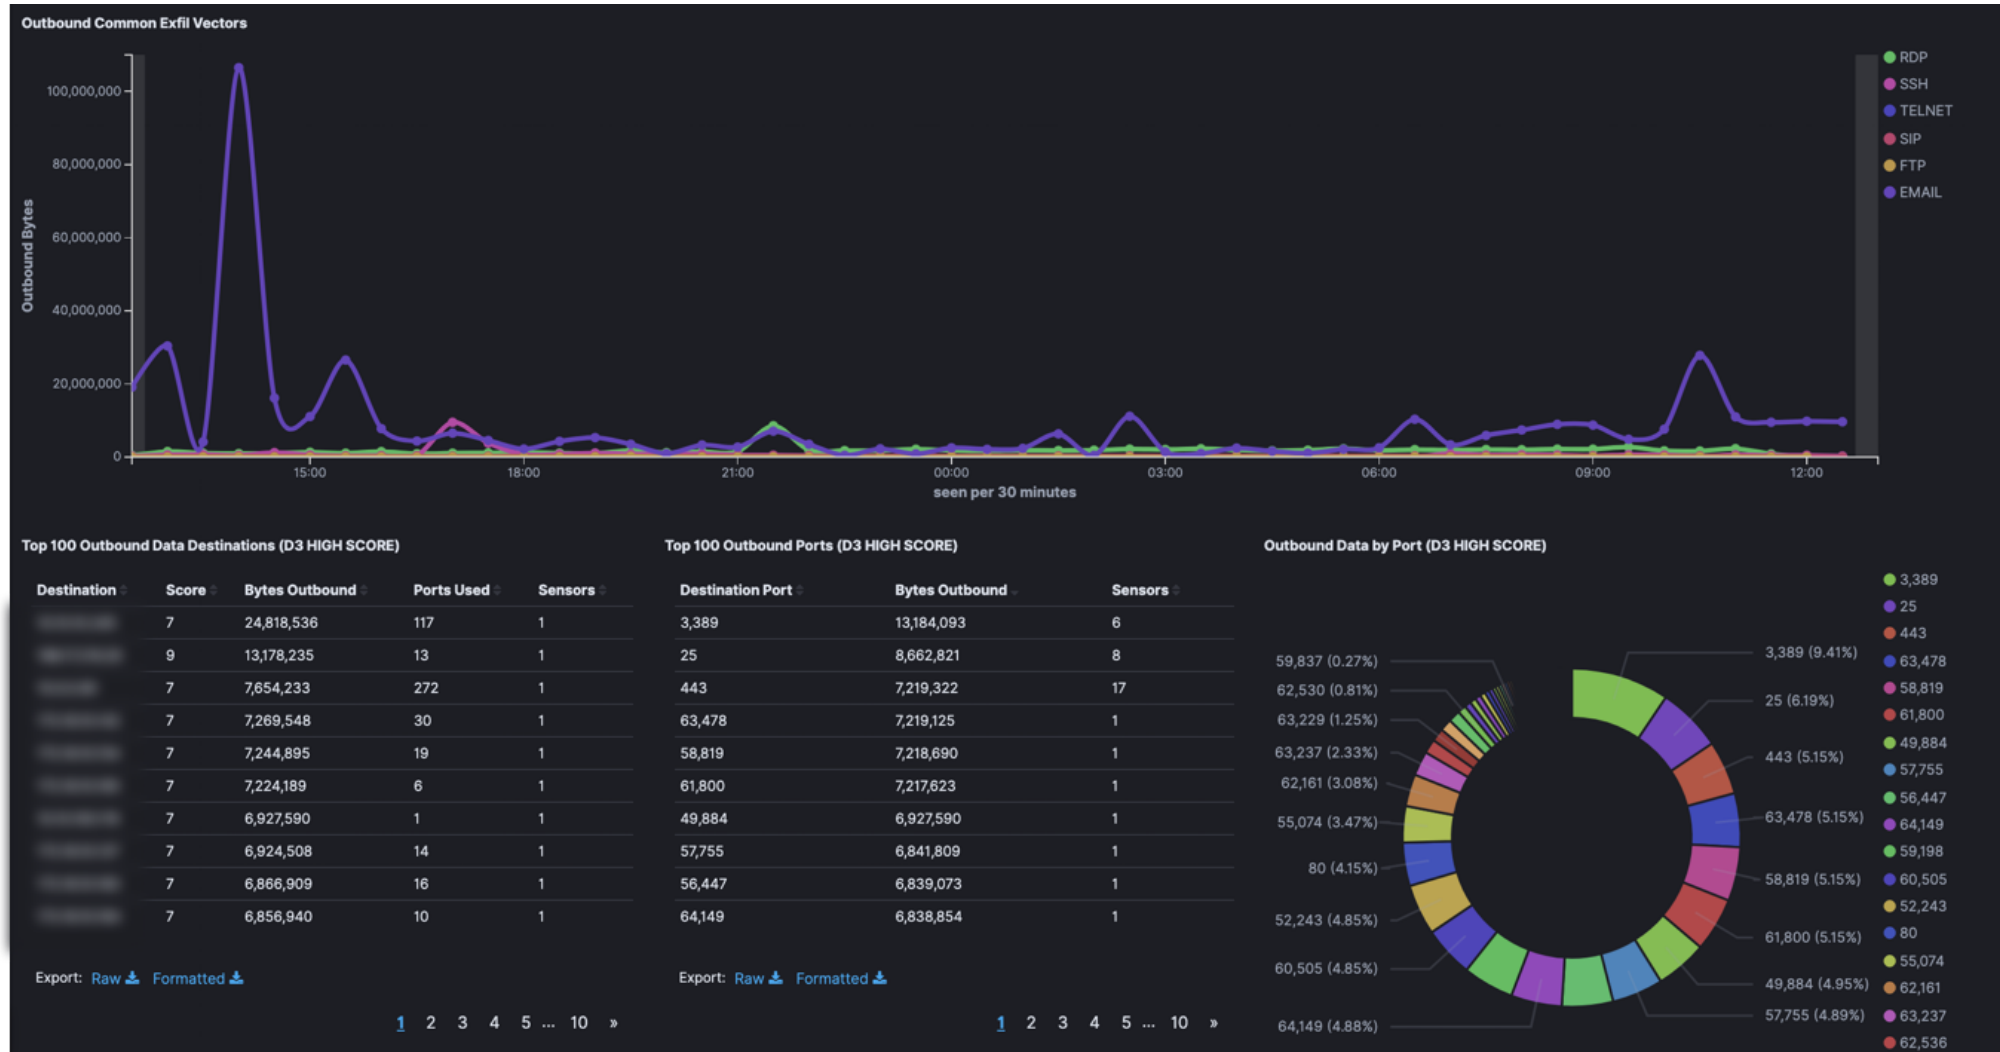 Outbound Common Exfil Vectors
Outbound Bytes
100,000,000
80,000,000
60,000,000
40,000,000
20,000,000
0
15:00 18:00 21:00 00:00 03:00 06:00 09:00 12:00
seen per 30 minutes
RDP
SSH
TELNET
SIP
FTP
EMAIL
Top 100 Outbound Data Destinations (D3 HIGH SCORE)
Destination Score Bytes Outbound Ports Used Sensors
7 24,818,536 117 1
9 13,178,235 13 1
7 7,654,233 272 1
7 7,269,548 30 1
7 7,244,895 19 1
7 7,224,189 6 1
7 6,927,590 1 1
7 6,924,508 14 1
7 6,866,909 16 1
7 6,856,940 10 1
Export: Raw Formatted
1 2 3 4 5 ... 10 »
Top 100 Outbound Ports (D3 HIGH SCORE)
Destination Port Bytes Outbound Sensors
3,389 13,184,093 6
25 8,662,821 8
443 7,219,322 17
63,478 7,219,125 1
58,819 7,218,690 1
61,800 7,217,623 1
49,884 6,927,590 1
57,755 6,841,809 1
56,447 6,839,073 1
64,149 6,838,854 1
Export: Raw Formatted
1 2 3 4 5 ... 10 »
Outbound Data by Port (D3 HIGH SCORE)
59,837 (0.27%)
62,530 (0.81%)
63,229 (1.25%)
63,237 (2.33%)
62,161 (3.08%)
55,074 (3.47%)
80 (4.15%)
52,243 (4.85%)
60,505 (4.85%)
64,149 (4.88%)
3,389 (9.41%)
25 (6.19%)
443 (5.15%)
63,478 (5.15%)
58,819 (5.15%)
61,800 (5.15%)
49,884 (4.95%)
57,755 (4.89%)
3,389
25
443
63,478
58,819
61,800
49,884
57,755
56,447
64,149
59,198
60,505
52,243
80
55,074
62,161
63,237
62,536